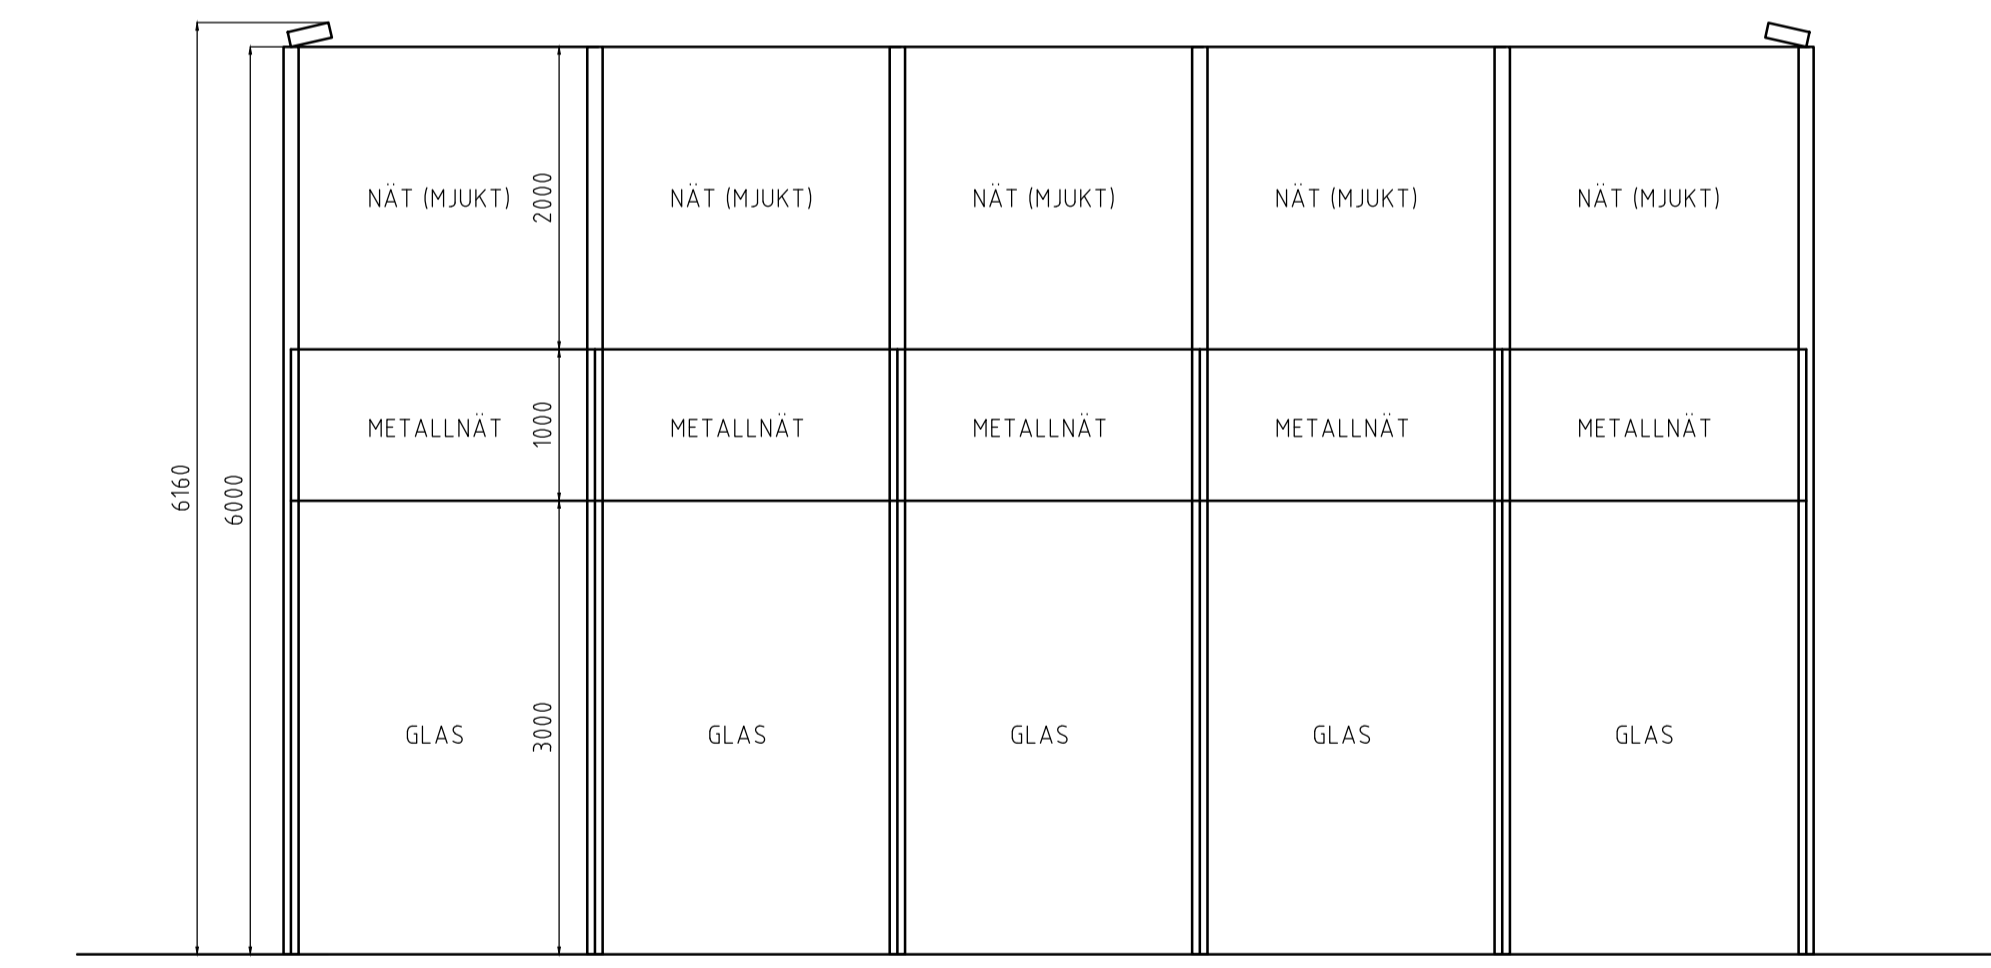 NÄT (MJUKT) 2000 NÄT (MJUKT) NÄT (MJUKT) NÄT (MJUKT) NÄT (MJUKT)
METALLNÄT 1000 METALLNÄT METALLNÄT METALLNÄT METALLNÄT
6160 6000
GLAS 3000 GLAS GLAS GLAS GLAS